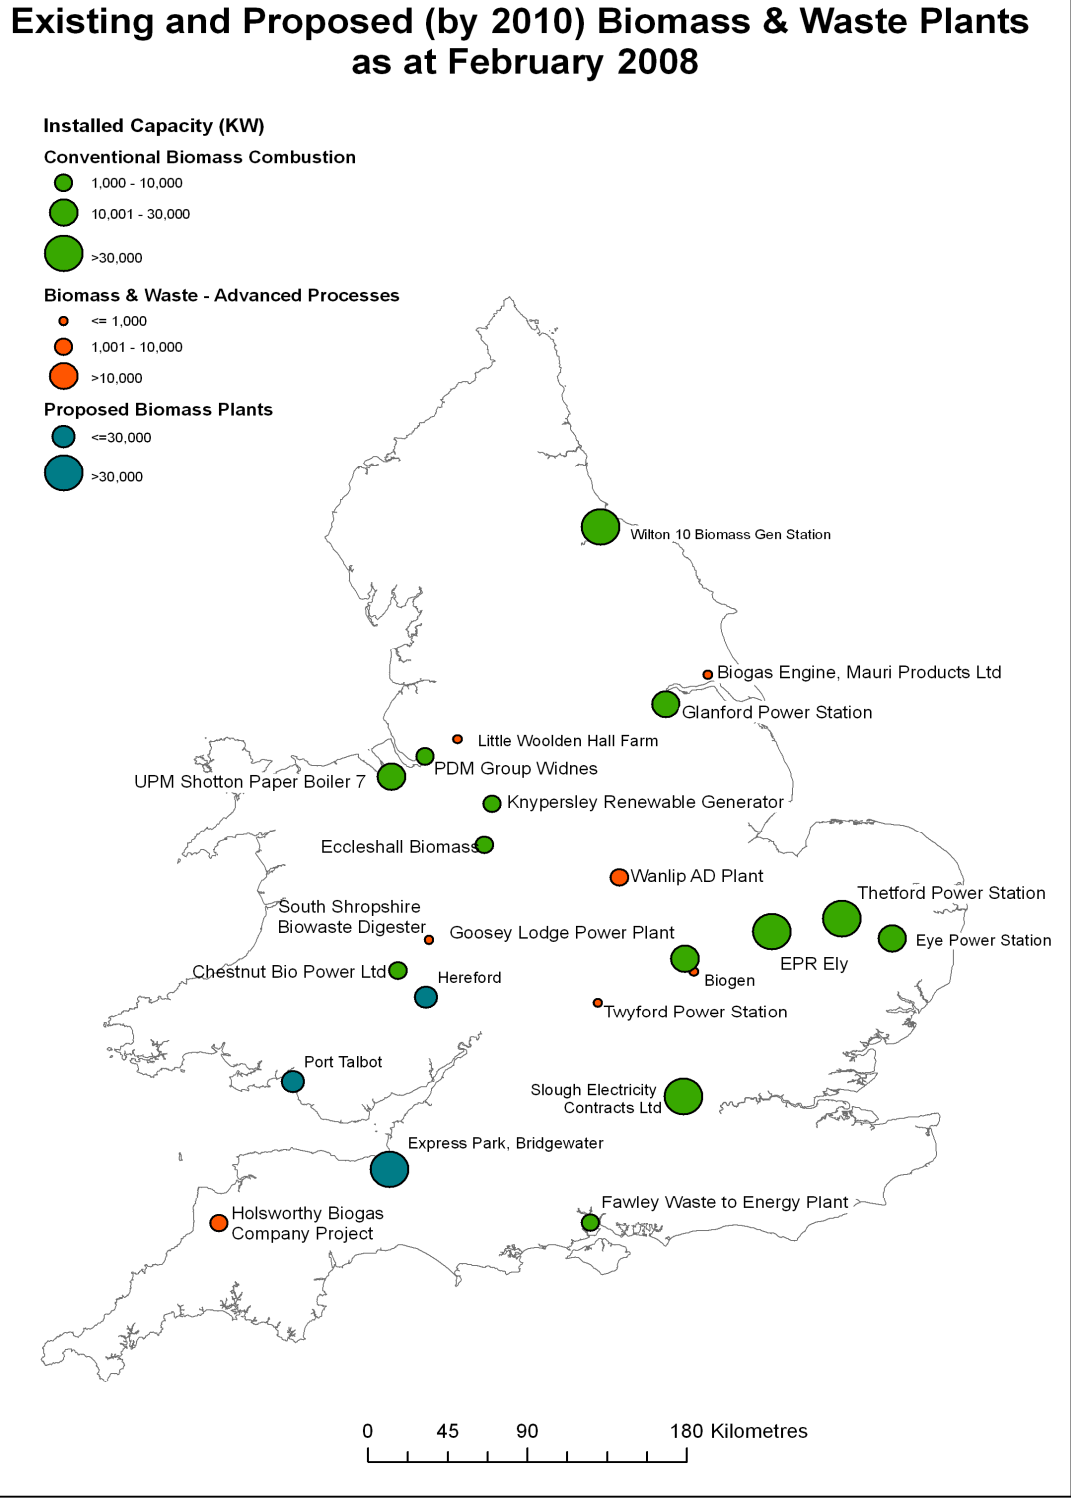 Existing and Proposed (by 2010) Biomass & Waste Plants
as at February 2008
Installed Capacity (KW)
Conventional Biomass Combustion
1,000 - 10,000
10,001 - 30,000
>30,000
Biomass & Waste - Advanced Processes
<= 1,000
1,001 - 10,000
>10,000
Proposed Biomass Plants
<=30,000
>30,000
Wilton 10 Biomass Gen Station
Biogas Engine, Mauri Products Ltd
Glanford Power Station
Little Woolden Hall Farm
PDM Group Widnes
UPM Shotton Paper Boiler 7
Knypersley Renewable Generator
Eccleshall Biomass
Wanlip AD Plant
Thetford Power Station
South Shropshire
Biowaste Digester
Goosey Lodge Power Plant
Eye Power Station
EPR Ely
Chestnut Bio Power Ltd
Hereford
Biogen
Twyford Power Station
Port Talbot
Slough Electricity
Contracts Ltd
Express Park, Bridgewater
Fawley Waste to Energy Plant
Holsworthy Biogas
Company Project
0 45 90 180 Kilometres